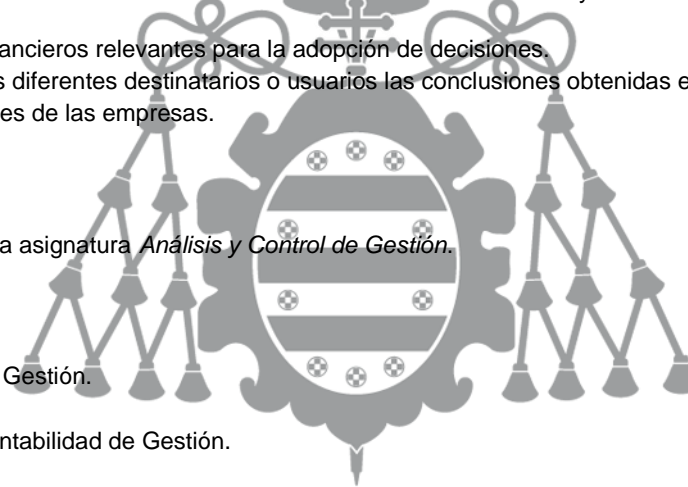 ancieros relevantes para la adopción de decisiones.
s diferentes destinatarios o usuarios las conclusiones obtenidas e
es de las empresas.
a asignatura Análisis y Control de Gestión.
Gestión.
ntabilidad de Gestión.